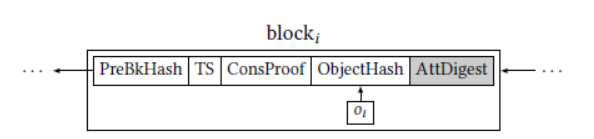 block_i
... PreBkHash TS ConsProof ObjectHash AttDigest ...
o_i